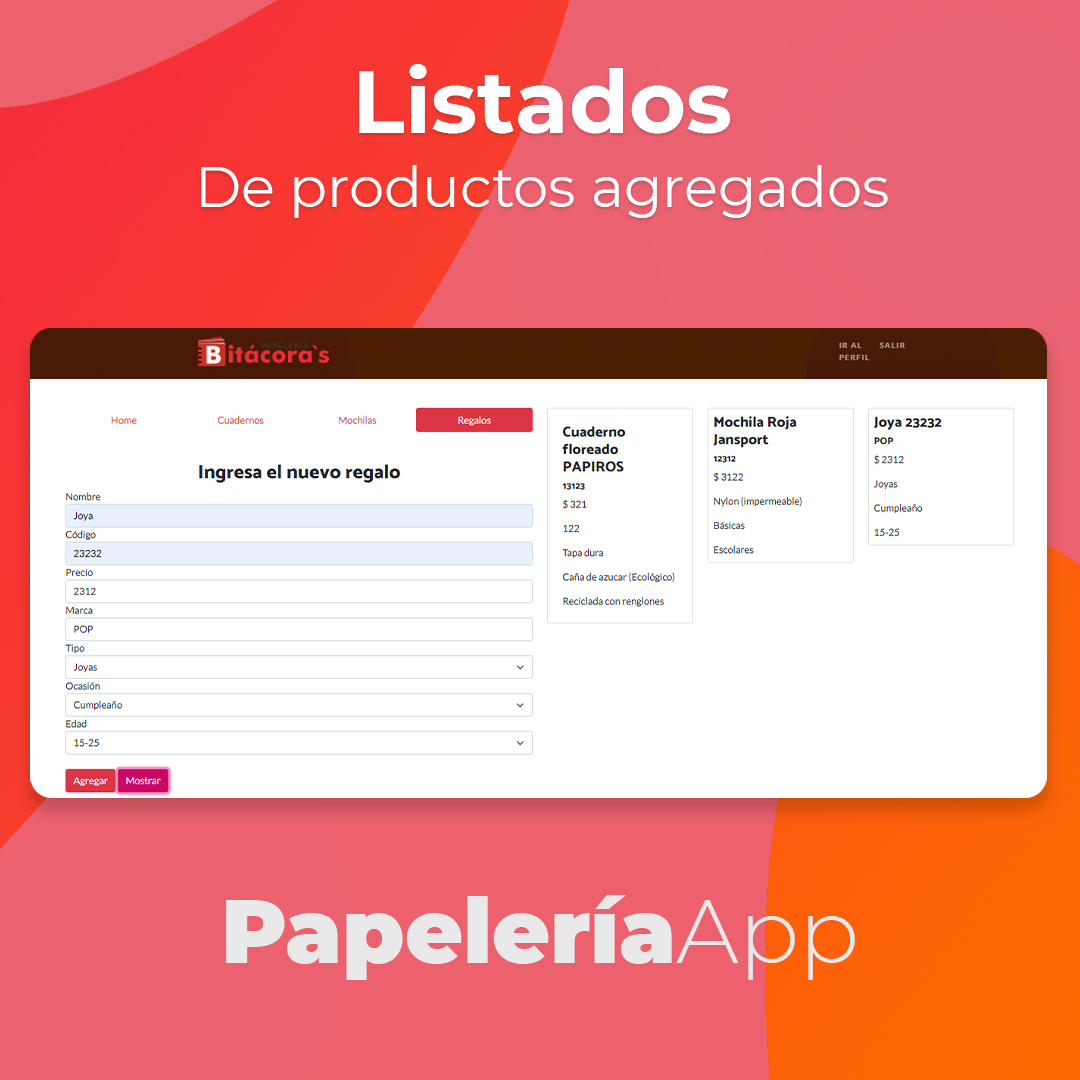 Listados
De productos agregados
PAPELERÍA
Bitácora`s
IR AL
PERFIL
SALIR
Home
Cuadernos
Mochilas
Regalos
Ingresa el nuevo regalo
Nombre
Joya
Código
23232
Precio
2312
Marca
POP
Tipo
Joyas
Ocasión
Cumpleaño
Edad
15-25
Agregar
Mostrar
Cuaderno
floreado
PAPIROS
13123
$ 321
122
Tapa dura
Caña de azucar (Ecológico)
Reciclada con renglones
Mochila Roja
Jansport
12312
$ 3122
Nylon (impermeable)
Básicas
Escolares
Joya 23232
POP
$ 2312
Joyas
Cumpleaño
15-25
PapeleríaApp